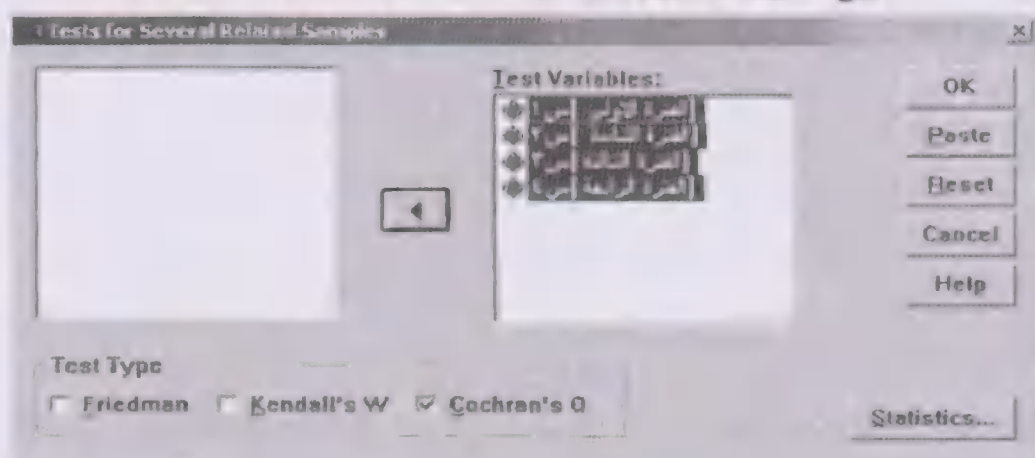 Tests for Several Related Samples
Test Variables:
OK
Paste
Reset
Cancel
Help
Test Type
Friedman
Kendall's W
Cochran's Q
Statistics...